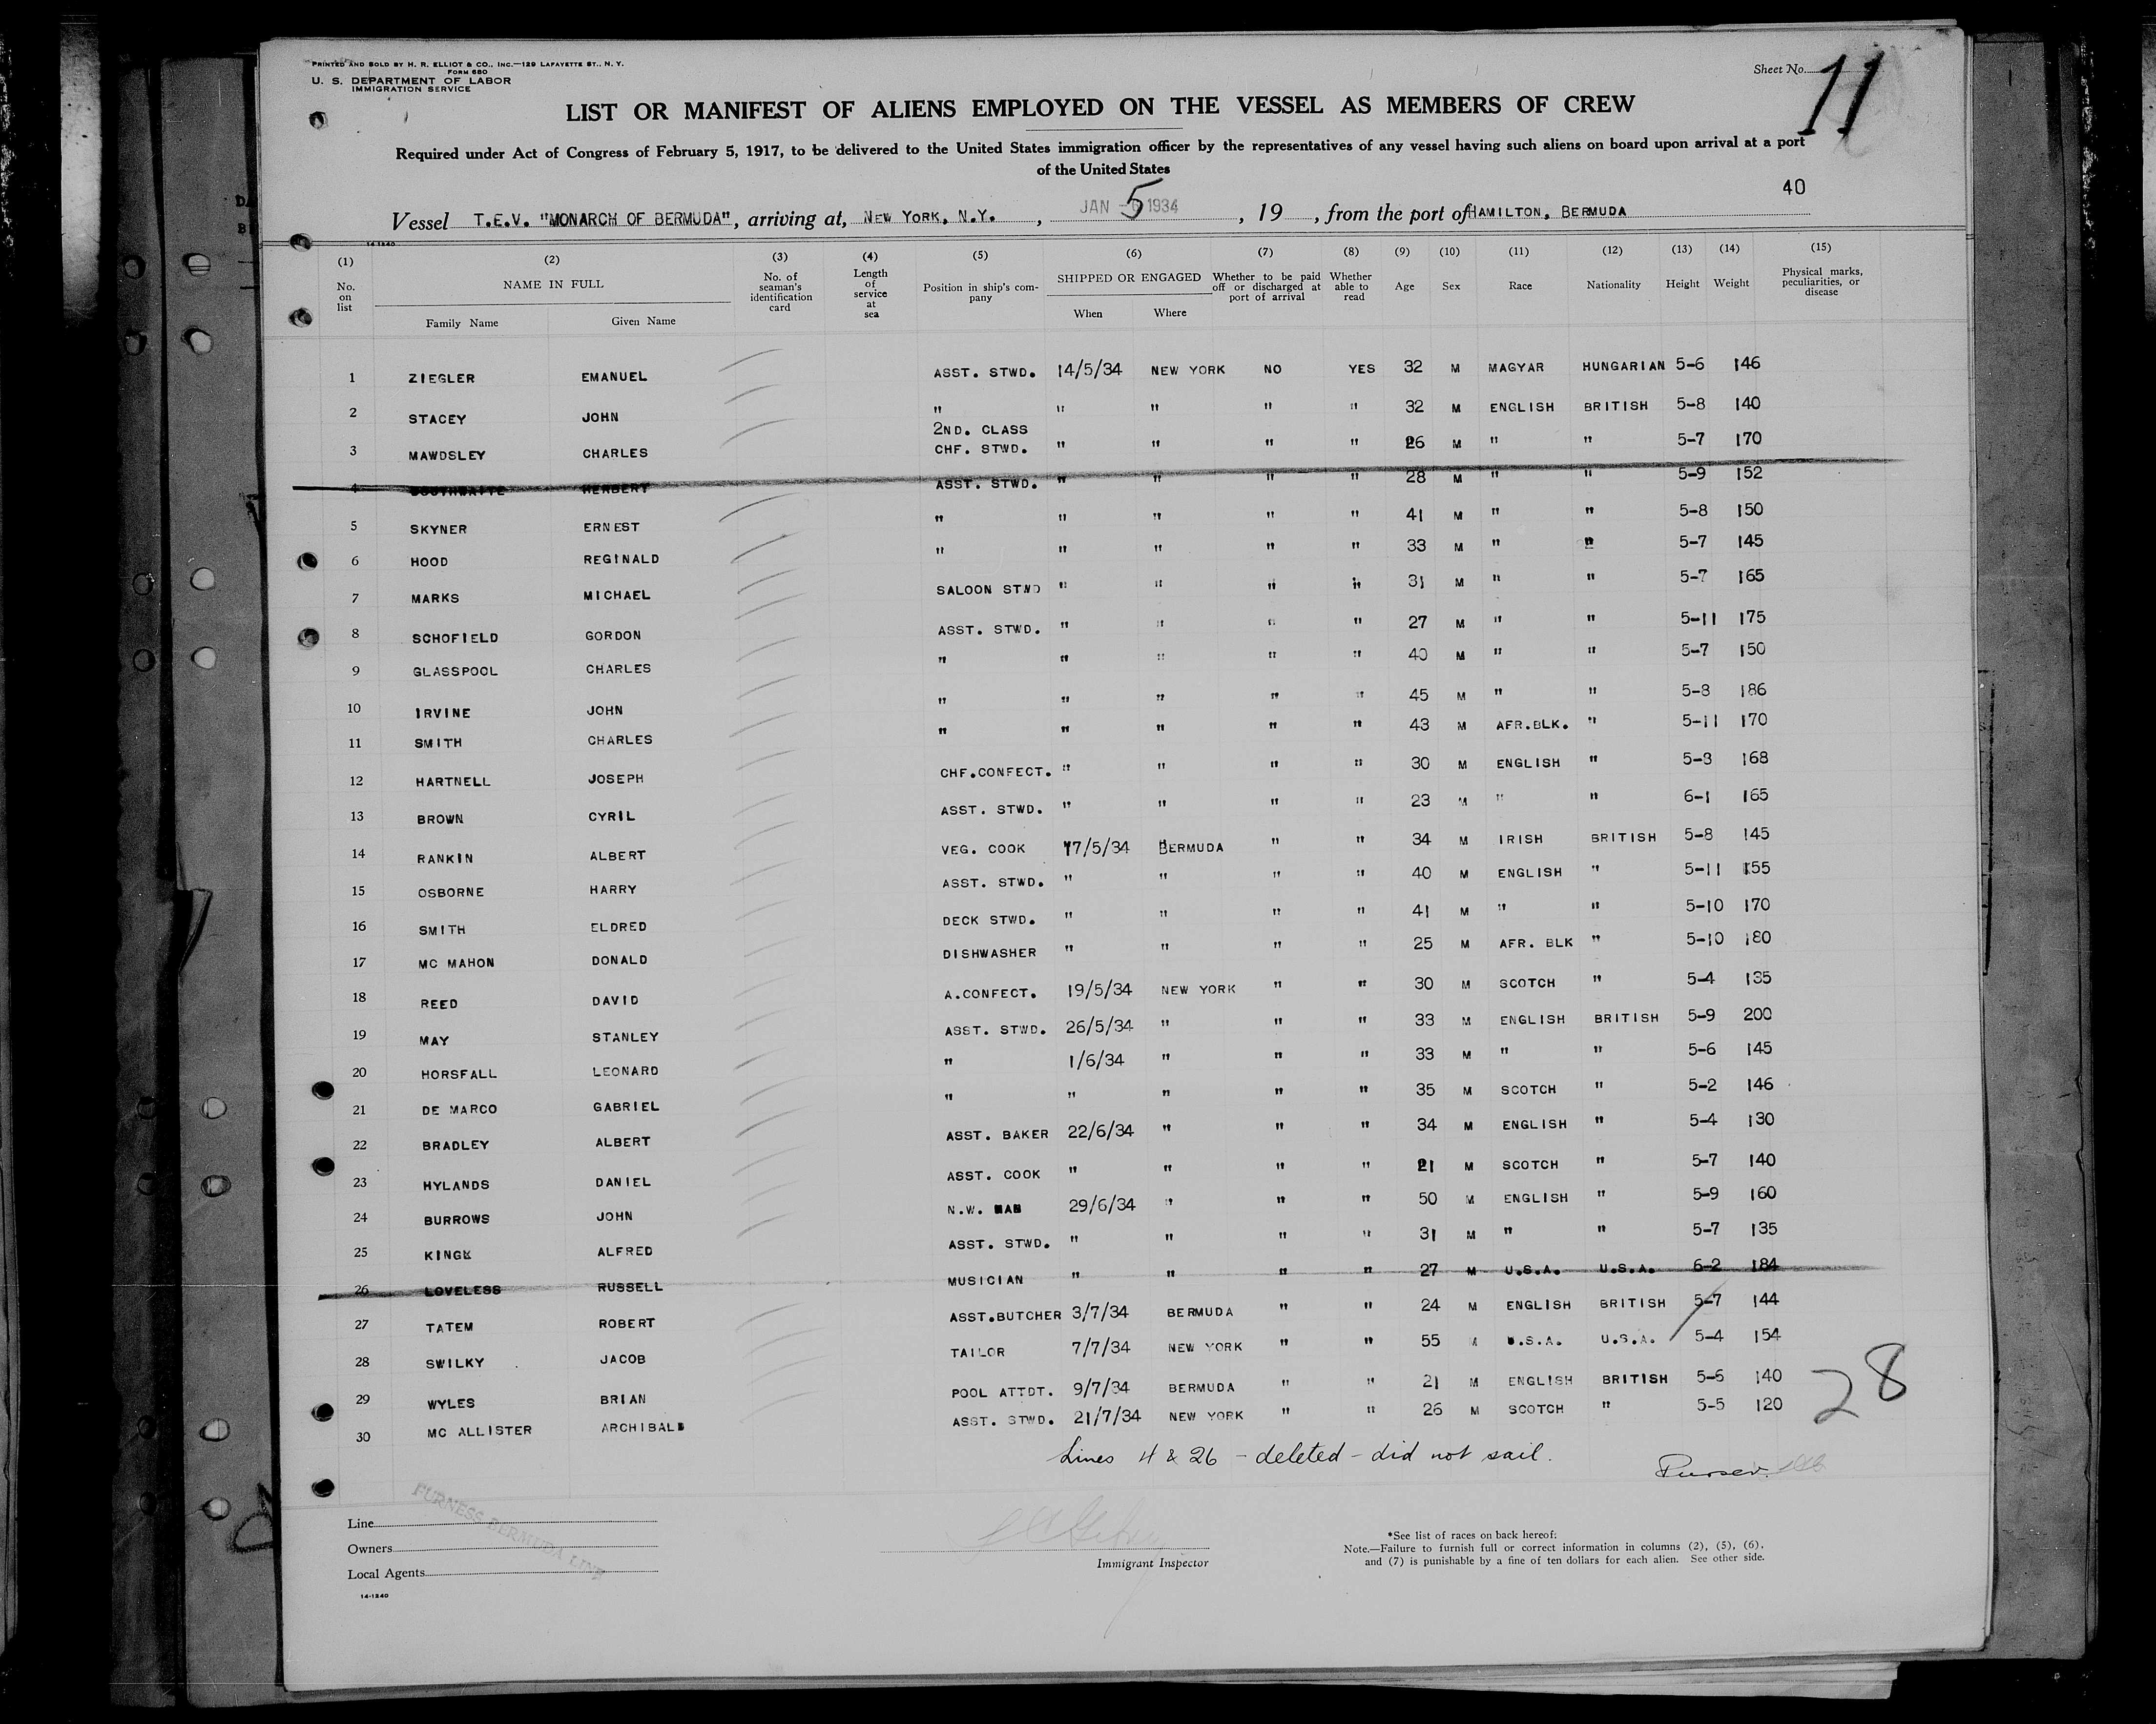 PRINTED AND SOLD BY H. R. ELLIOT & CO., INC.—129 LAFAYETTE ST., N. Y.
FORM 680
U. S. DEPARTMENT OF LABOR
IMMIGRATION SERVICE
Sheet No. 11
LIST OR MANIFEST OF ALIENS EMPLOYED ON THE VESSEL AS MEMBERS OF CREW
Required under Act of Congress of February 5, 1917, to be delivered to the United States immigration officer by the representatives of any vessel having such aliens on board upon arrival at a port
of the United States
40
Vessel T.E.V. "MONARCH OF BERMUDA", arriving at, NEW YORK, N.Y. , JAN 5 1934 , 19 , from the port of HAMILTON, BERMUDA
14-1240
(1) (2) (3) (4) (5) (6) (7) (8) (9) (10) (11) (12) (13) (14) (15)
No. on list NAME IN FULL Family Name Given Name No. of seaman's identification card Length of service at sea Position in ship's company SHIPPED OR ENGAGED When Where Whether to be paid off or discharged at port of arrival Whether able to read Age Sex Race Nationality Height Weight Physical marks, peculiarities, or disease
1 ZIEGLER EMANUEL ASST. STWD. 14/5/34 NEW YORK NO YES 32 M MAGYAR HUNGARIAN 5-6 146
2 STACEY JOHN " " " " " 32 M ENGLISH BRITISH 5-8 140
3 MAWDSLEY CHARLES 2ND. CLASS CHF. STWD. " " " " 26 M " " 5-7 170
4 SOUTHWAITE HERBERT ASST. STWD. " " " " 28 M " " 5-9 152
5 SKYNER ERNEST " " " " " 41 M " " 5-8 150
6 HOOD REGINALD " " " " " 33 M " " 5-7 145
7 MARKS MICHAEL SALOON STWD " " " " 31 M " " 5-7 165
8 SCHOFIELD GORDON ASST. STWD. " " " " 27 M " " 5-11 175
9 GLASSPOOL CHARLES " " " " " 40 M " " 5-7 150
10 IRVINE JOHN " " " " " 45 M " " 5-8 186
11 SMITH CHARLES " " " " " 43 M AFR.BLK. " 5-11 170
12 HARTNELL JOSEPH CHF.CONFECT. " " " " 30 M ENGLISH " 5-8 168
13 BROWN CYRIL ASST. STWD. " " " " 23 M " " 6-1 165
14 RANKIN ALBERT VEG. COOK 17/5/34 BERMUDA " " 34 M IRISH BRITISH 5-8 145
15 OSBORNE HARRY ASST. STWD. " " " " 40 M ENGLISH " 5-11 155
16 SMITH ELDRED DECK STWD. " " " " 41 M " " 5-10 170
17 MC MAHON DONALD DISHWASHER " " " " 25 M AFR. BLK " 5-10 180
18 REED DAVID A.CONFECT. 19/5/34 NEW YORK " " 30 M SCOTCH " 5-4 135
19 MAY STANLEY ASST. STWD. 26/5/34 " " " 33 M ENGLISH BRITISH 5-9 200
20 HORSFALL LEONARD " 1/6/34 " " " 33 M " " 5-6 145
21 DE MARCO GABRIEL " " " " " 35 M SCOTCH " 5-2 146
22 BRADLEY ALBERT ASST. BAKER 22/6/34 " " " 34 M ENGLISH " 5-4 130
23 HYLANDS DANIEL ASST. COOK " " " " 21 M SCOTCH " 5-7 140
24 BURROWS JOHN N.W. MAN 29/6/34 " " " 50 M ENGLISH " 5-9 160
25 KING ALFRED ASST. STWD. " " " " 31 M " " 5-7 135
26 LOVELESS RUSSELL MUSICIAN " " " " 27 M U.S.A. U.S.A. 6-2 184
27 TATEM ROBERT ASST.BUTCHER 3/7/34 BERMUDA " " 24 M ENGLISH BRITISH 5-7 144
28 SWILKY JACOB TAILOR 7/7/34 NEW YORK " " 55 M U.S.A. U.S.A. 5-4 154
29 WYLES BRIAN POOL ATTDT. 9/7/34 BERMUDA " " 21 M ENGLISH BRITISH 5-6 140
30 MC ALLISTER ARCHIBALD ASST. STWD. 21/7/34 NEW YORK " " 26 M SCOTCH " 5-5 120
28
Lines 4 & 26 - deleted - did not sail.
Purser.
FURNESS BERMUDA LINE
Line
Owners
Local Agents
14-1240
Immigrant Inspector
*See list of races on back hereof.
Note.—Failure to furnish full or correct information in columns (2), (5), (6),
and (7) is punishable by a fine of ten dollars for each alien. See other side.